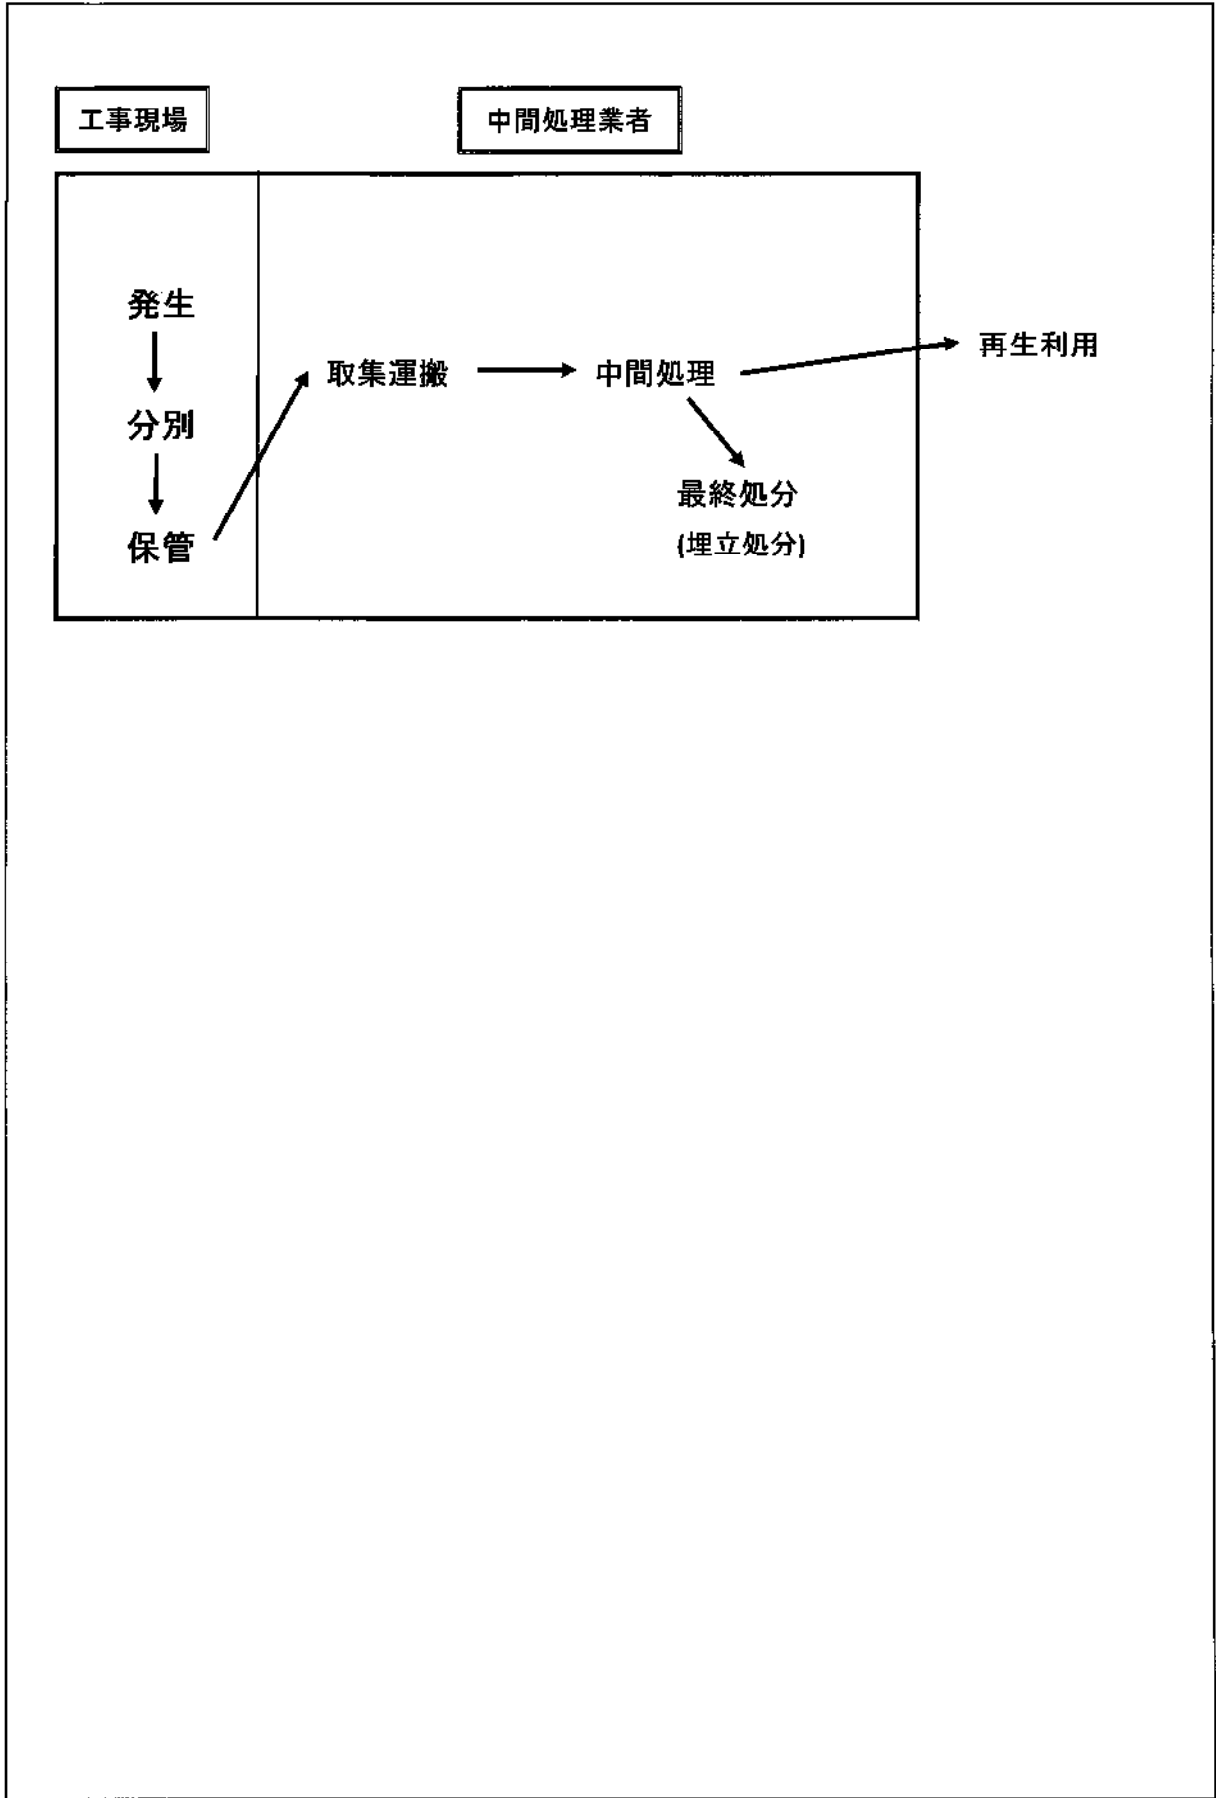 工事現場
中間処理業者
発生
分別
保管
取集運搬
中間処理
再生利用
最終処分
(埋立処分)